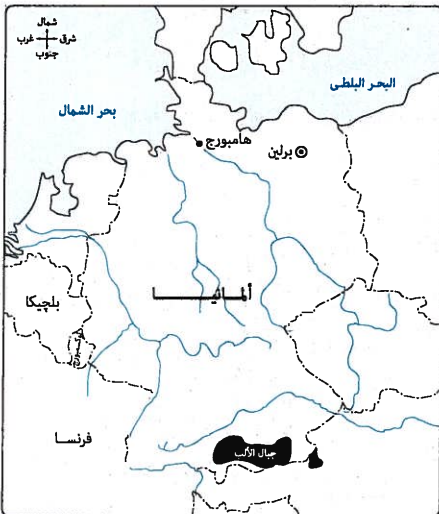 شمال
شرق
غرب
جنوب
البحر البلطى
بحر الشمال
هامبورج
برلين
ألمانيا
بلچيكا
فرنسا
جبال الألب